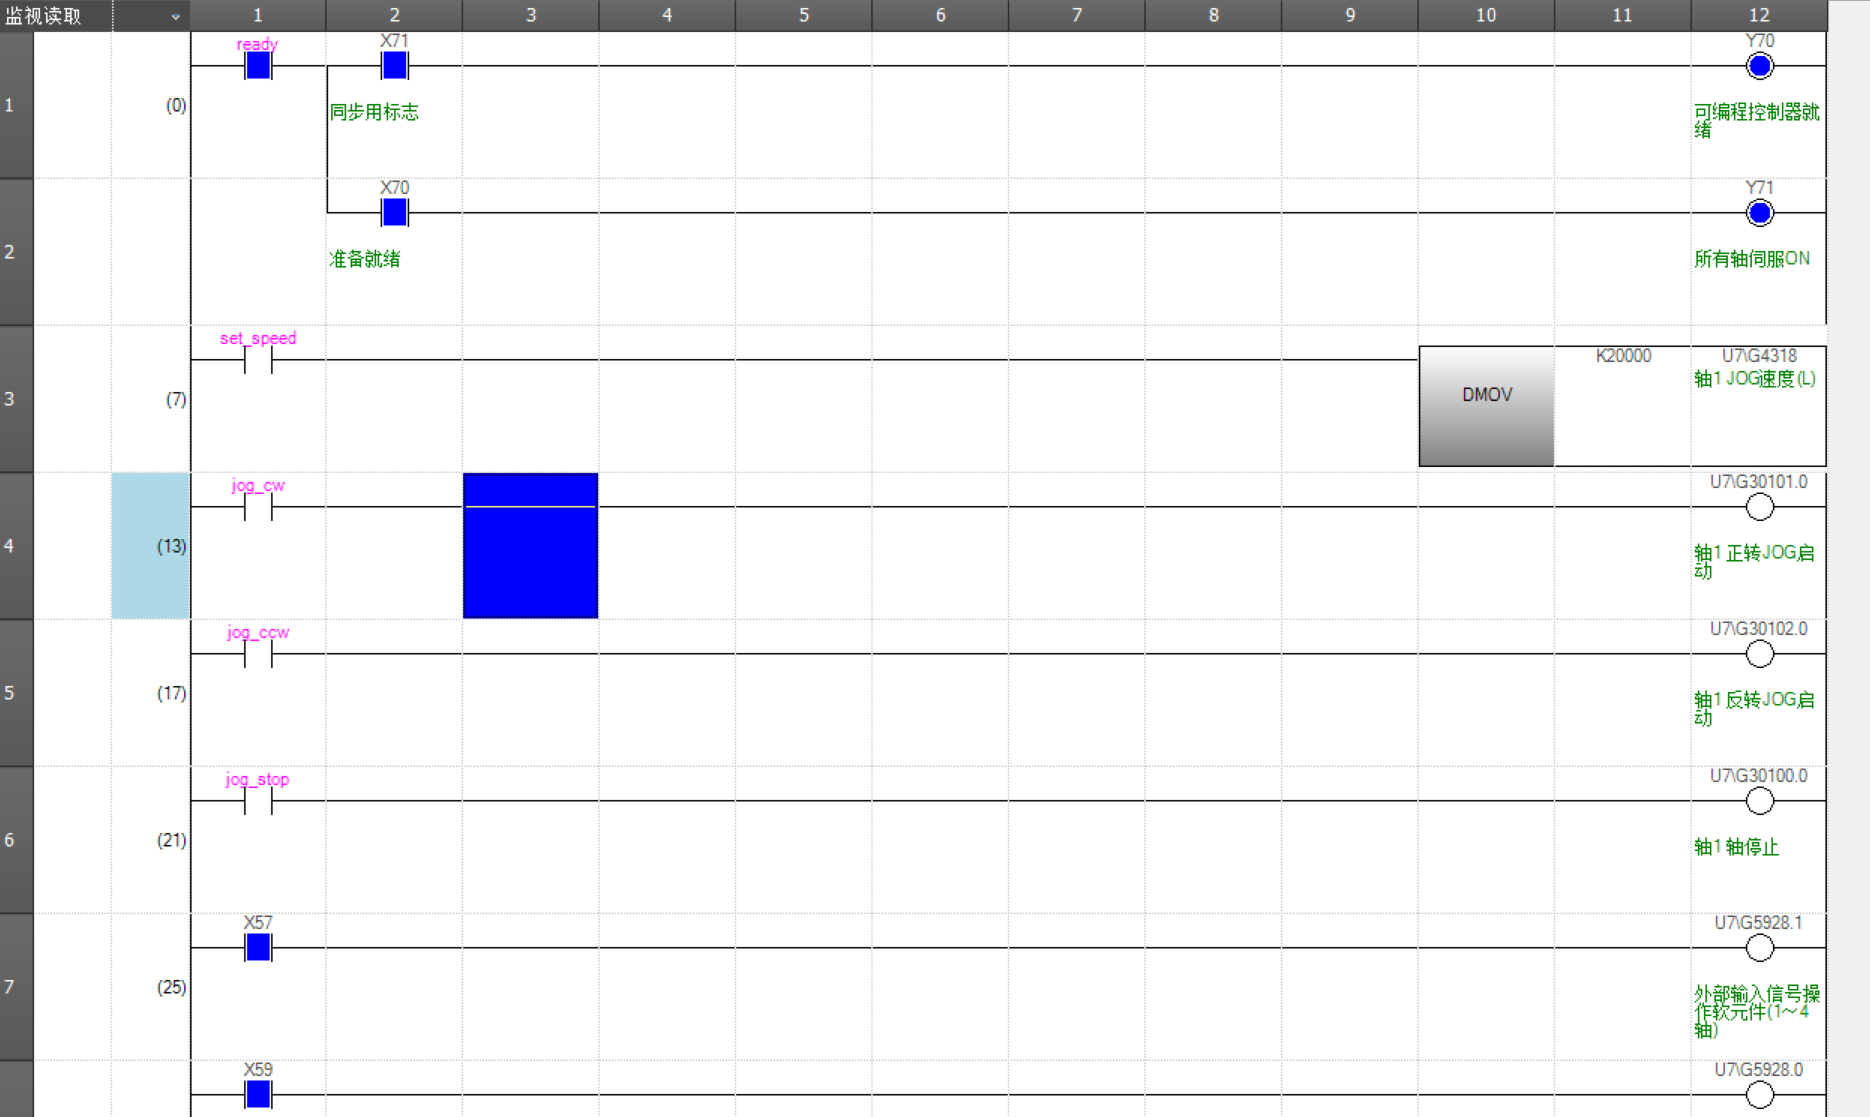 监视读取
1 2 3 4 5 6 7 8 9 10 11 12
1
(0)
ready
X71
同步用标志
Y70
可编程控制器就
绪
2
X70
准备就绪
Y71
所有轴伺服ON
3
(7)
set_speed
DMOV
K20000
U7\G4318
轴1 JOG速度(L)
4
(13)
jog_cw
U7\G30101.0
轴1 正转JOG启
动
5
(17)
jog_ccw
U7\G30102.0
轴1 反转JOG启
动
6
(21)
jog_stop
U7\G30100.0
轴1 轴停止
7
(25)
X57
U7\G5928.1
外部输入信号操
作软元件(1～4
轴)
X59
U7\G5928.0